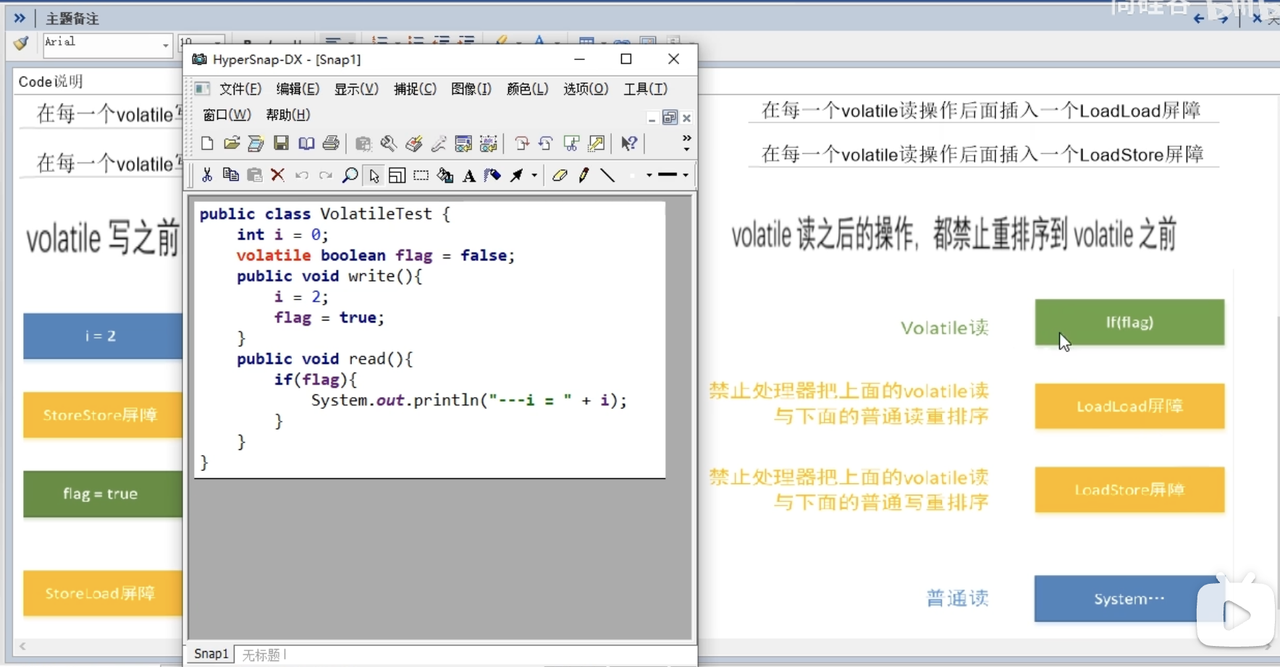 主题备注
Arial
10
HyperSnap-DX - [Snap1]
文件(F) 编辑(E) 显示(V) 捕捉(C) 图像(I) 颜色(L) 选项(O) 工具(T)
窗口(W) 帮助(H)
Code说明
在每一个volatile写
在每一个volatile写
volatile 写之前
i = 2
StoreStore屏障
flag = true
StoreLoad屏障
public class VolatileTest {
int i = 0;
volatile boolean flag = false;
public void write(){
i = 2;
flag = true;
}
public void read(){
if(flag){
System.out.println("---i = " + i);
}
}
}
Snap1 无标题
在每一个volatile读操作后面插入一个LoadLoad屏障
在每一个volatile读操作后面插入一个LoadStore屏障
volatile 读之后的操作，都禁止重排序到 volatile 之前
Volatile读
If(flag)
禁止处理器把上面的volatile读
与下面的普通读重排序
LoadLoad屏障
禁止处理器把上面的volatile读
与下面的普通写重排序
LoadStore屏障
普通读
System···